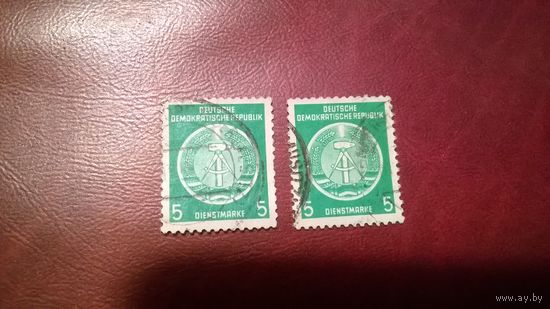 DEUTSCHE
DEMOKRATISCHE REPUBLIK
5 5
DIENSTMARKE
DEUTSCHE
DEMOKRATISCHE REPUBLIK
5 5
DIENSTMARKE
www.ay.by